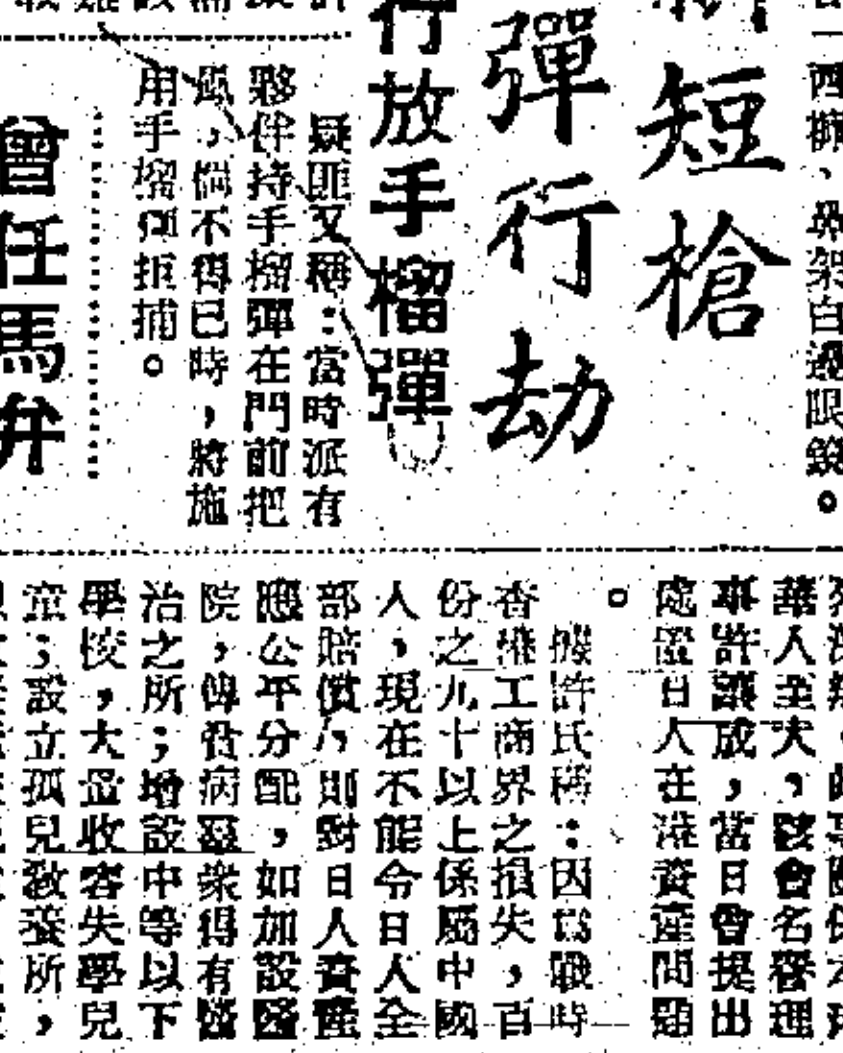 西揤、
白過眼鏡。
短槍
彈行劫
行放手榴彈
疑匪又稱：當時派有
夥伴持手榴彈在門前把
風，倘不得已時，將施
用手榴彈拒捕。
曾任馬弁
華人至大，該會名譽理
事許讓成，當日曾提出
處置日人在港資產問題
。
據許氏稱：因為戰時
香港工商界之損失，百
份之九十以上係屬中國
人，現在不能令日人全
部賠償，則對日人資產
應公平分配，如加設醫
院，俾貧病羣衆得有醫
治之所；增設中等以下
學校，大量收容失學兒
童；設立孤兒教養所，